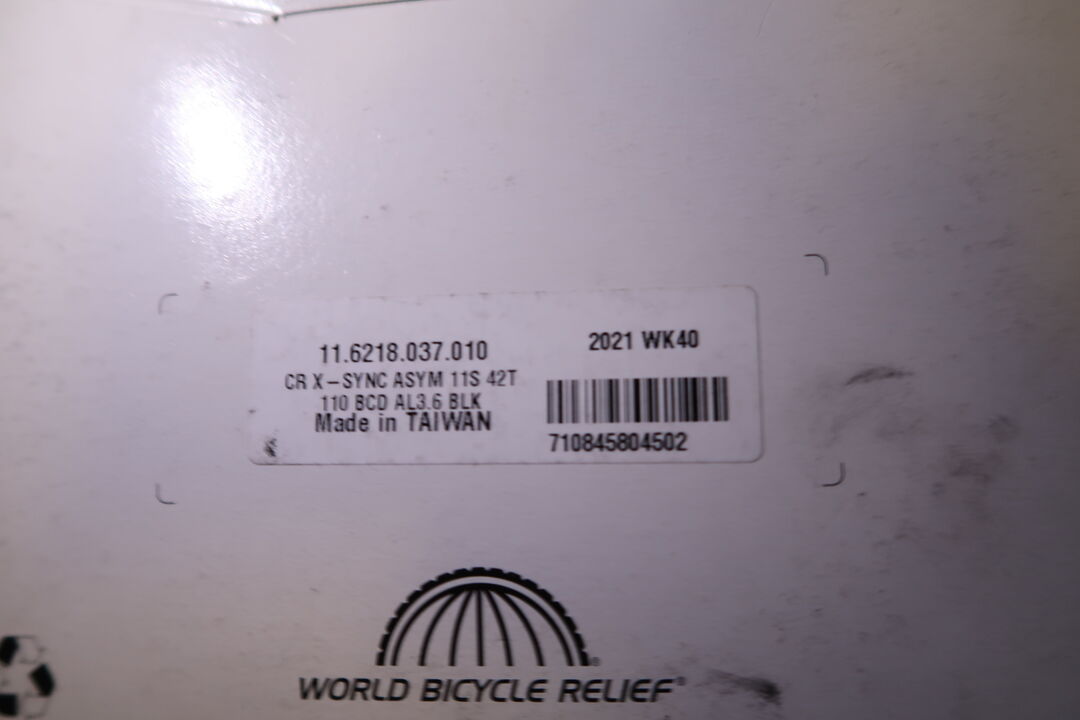 11.6218.037.010
CR X-SYNC ASYM 11S 42T
110 BCD AL3.6 BLK
Made in TAIWAN
2021 WK40
710845804502
WORLD BICYCLE RELIEF®